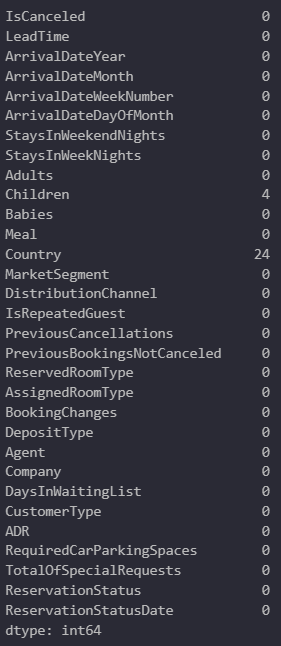 IsCanceled 0
LeadTime 0
ArrivalDateYear 0
ArrivalDateMonth 0
ArrivalDateWeekNumber 0
ArrivalDateDayOfMonth 0
StaysInWeekendNights 0
StaysInWeekNights 0
Adults 0
Children 4
Babies 0
Meal 0
Country 24
MarketSegment 0
DistributionChannel 0
IsRepeatedGuest 0
PreviousCancellations 0
PreviousBookingsNotCanceled 0
ReservedRoomType 0
AssignedRoomType 0
BookingChanges 0
DepositType 0
Agent 0
Company 0
DaysInWaitingList 0
CustomerType 0
ADR 0
RequiredCarParkingSpaces 0
TotalOfSpecialRequests 0
ReservationStatus 0
ReservationStatusDate 0
dtype: int64